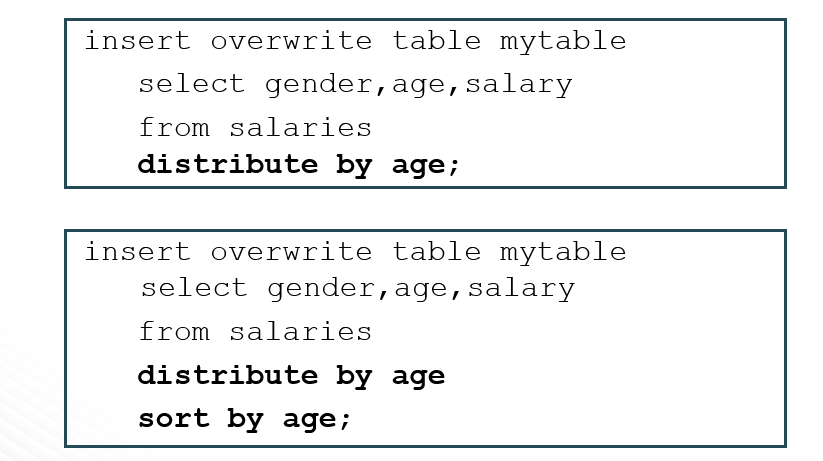 insert overwrite table mytable
select gender,age,salary
from salaries
distribute by age;
insert overwrite table mytable
select gender,age,salary
from salaries
distribute by age
sort by age;